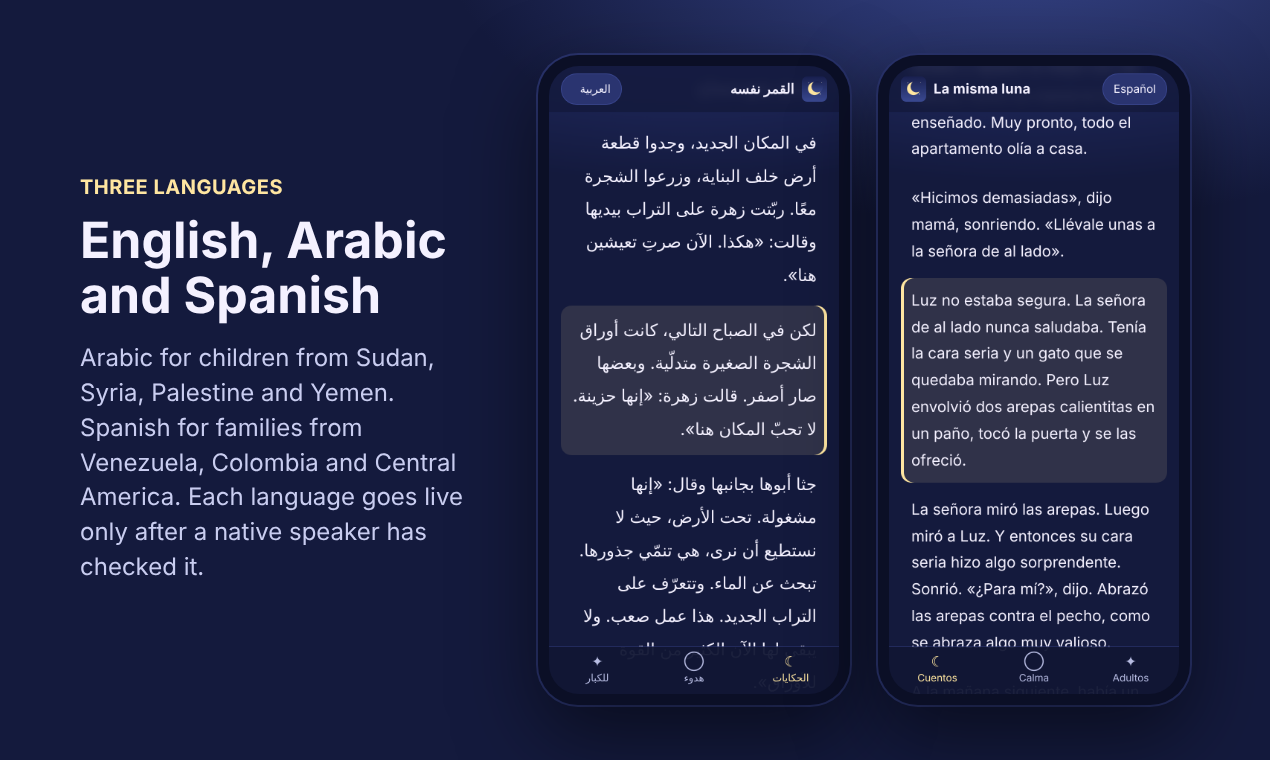 THREE LANGUAGES
English, Arabic
and Spanish
Arabic for children from Sudan,
Syria, Palestine and Yemen.
Spanish for families from
Venezuela, Colombia and Central
America. Each language goes live
only after a native speaker has
checked it.
القمر نفسه
العربية
في المكان الجديد، وجدوا قطعة
أرض خلف البناية، وزرعوا الشجرة
معًا. ربّتت زهرة على التراب بيديها
وقالت: «هكذا. الآن صرتِ تعيشين
هنا».
لكن في الصباح التالي، كانت أوراق
الشجرة الصغيرة متدلّية. وبعضها
صار أصفر. قالت زهرة: «إنها حزينة.
لا تحبّ المكان هنا».
جثا أبوها بجانبها وقال: «إنها
مشغولة. تحت الأرض، حيث لا
نستطيع أن نرى، هي تنمّي جذورها.
تبحث عن الماء. وتتعرّف على
التراب الجديد. هذا عمل صعب. ولا
الحكايات
هدوء
للكبار
La misma luna
Español
enseñado. Muy pronto, todo el
apartamento olía a casa.
«Hicimos demasiadas», dijo
mamá, sonriendo. «Llévale unas a
la señora de al lado».
Luz no estaba segura. La señora
de al lado nunca saludaba. Tenía
la cara seria y un gato que se
quedaba mirando. Pero Luz
envolvió dos arepas calientitas en
un paño, tocó la puerta y se las
ofreció.
La señora miró las arepas. Luego
miró a Luz. Y entonces su cara
seria hizo algo sorprendente.
Sonrió. «¿Para mí?», dijo. Abrazó
las arepas contra el pecho, como
se abraza algo muy valioso.
A la mañana siguiente, había un
Cuentos
Calma
Adultos